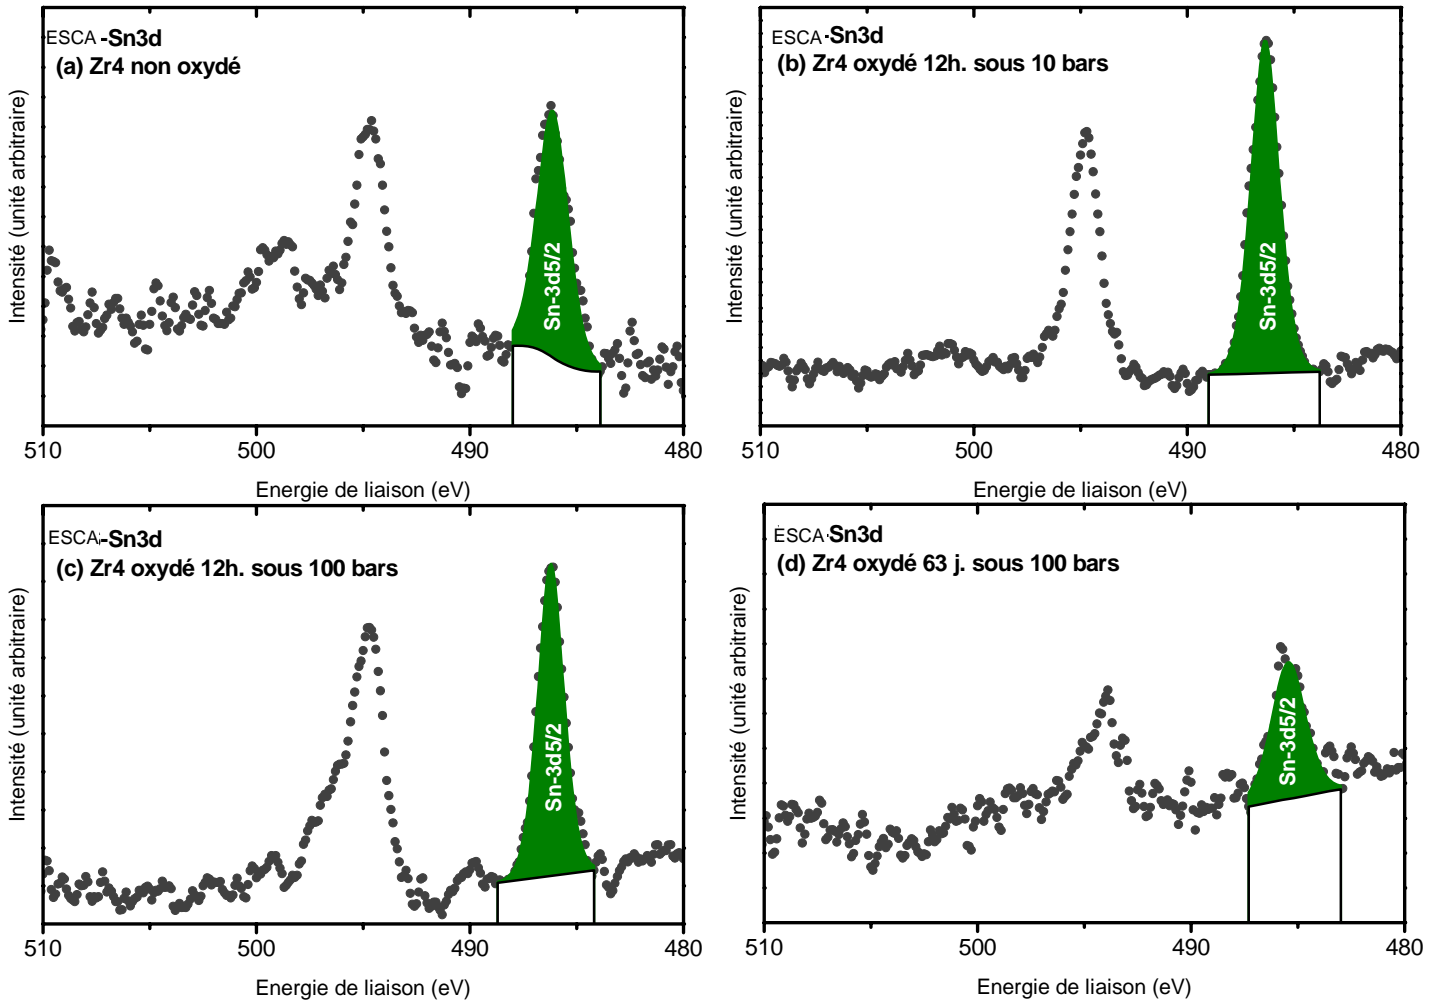 ESCA -Sn3d
(a) Zr4 non oxydé
Intensité (unité arbitraire)
Sn-3d5/2
510
500
490
480
Energie de liaison (eV)
ESCA-Sn3d
(b) Zr4 oxydé 12h. sous 10 bars
Intensité (unité arbitraire)
Sn-3d5/2
510
500
490
480
Energie de liaison (eV)
ESCA-Sn3d
(c) Zr4 oxydé 12h. sous 100 bars
Intensité (unité arbitraire)
Sn-3d5/2
510
500
490
480
Energie de liaison (eV)
ESCA-Sn3d
(d) Zr4 oxydé 63 j. sous 100 bars
Intensité (unité arbitraire)
Sn-3d5/2
510
500
490
480
Energie de liaison (eV)